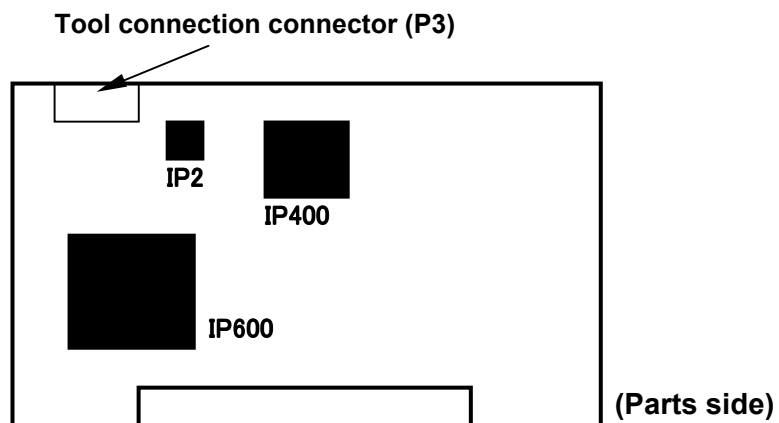 Tool connection connector (P3)
IP2
IP400
IP600
(Parts side)